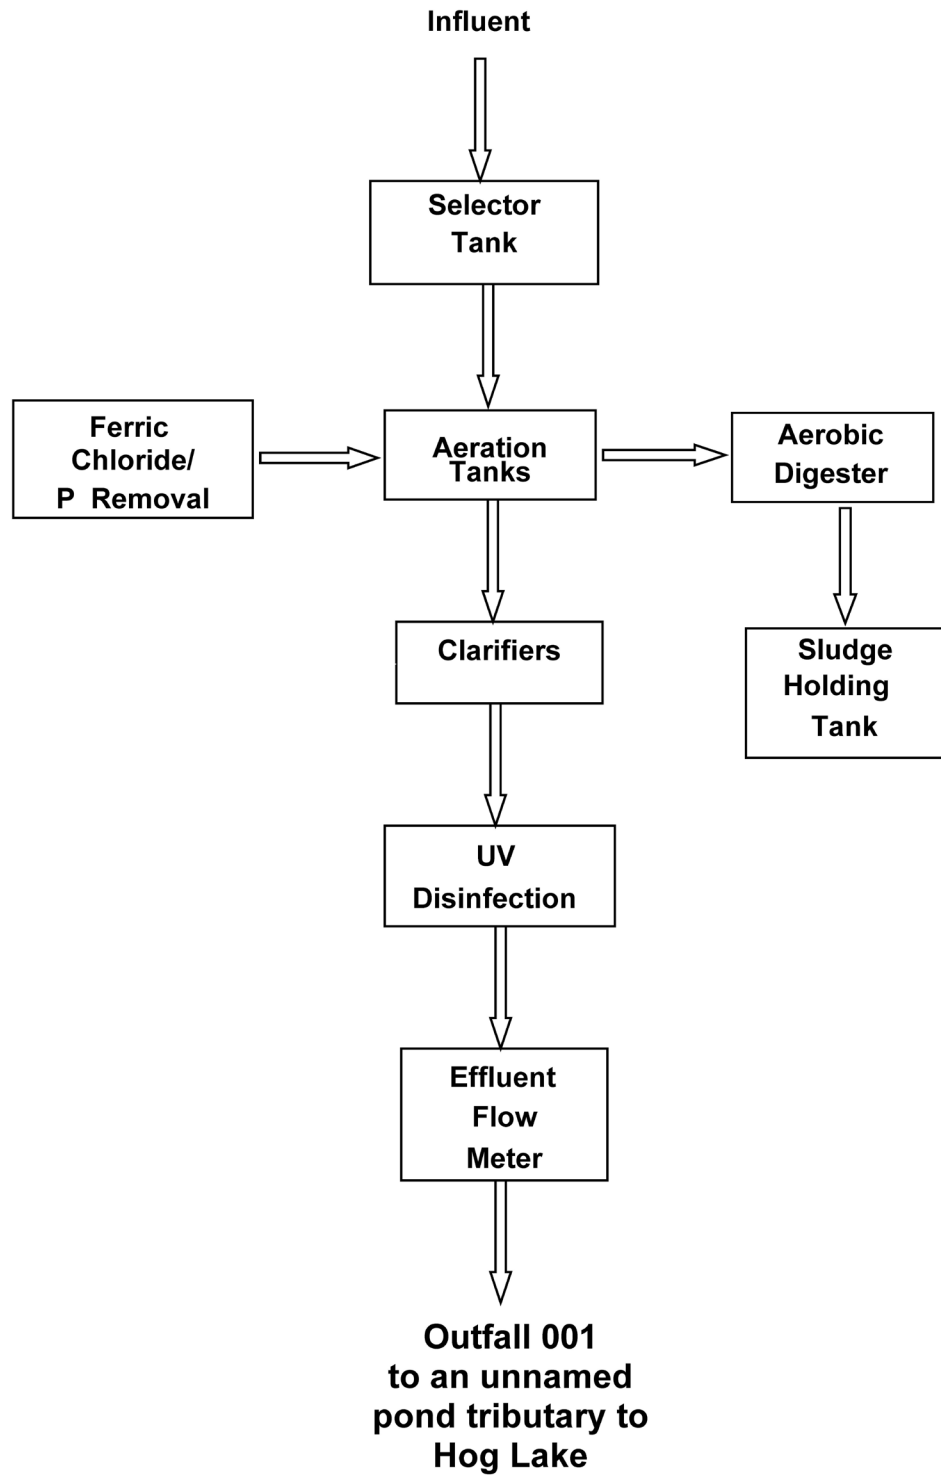 Influent
Selector
Tank
Ferric
Chloride/
P Removal
Aeration
Tanks
Aerobic
Digester
Clarifiers
Sludge
Holding
Tank
UV
Disinfection
Effluent
Flow
Meter
Outfall 001
to an unnamed
pond tributary to
Hog Lake